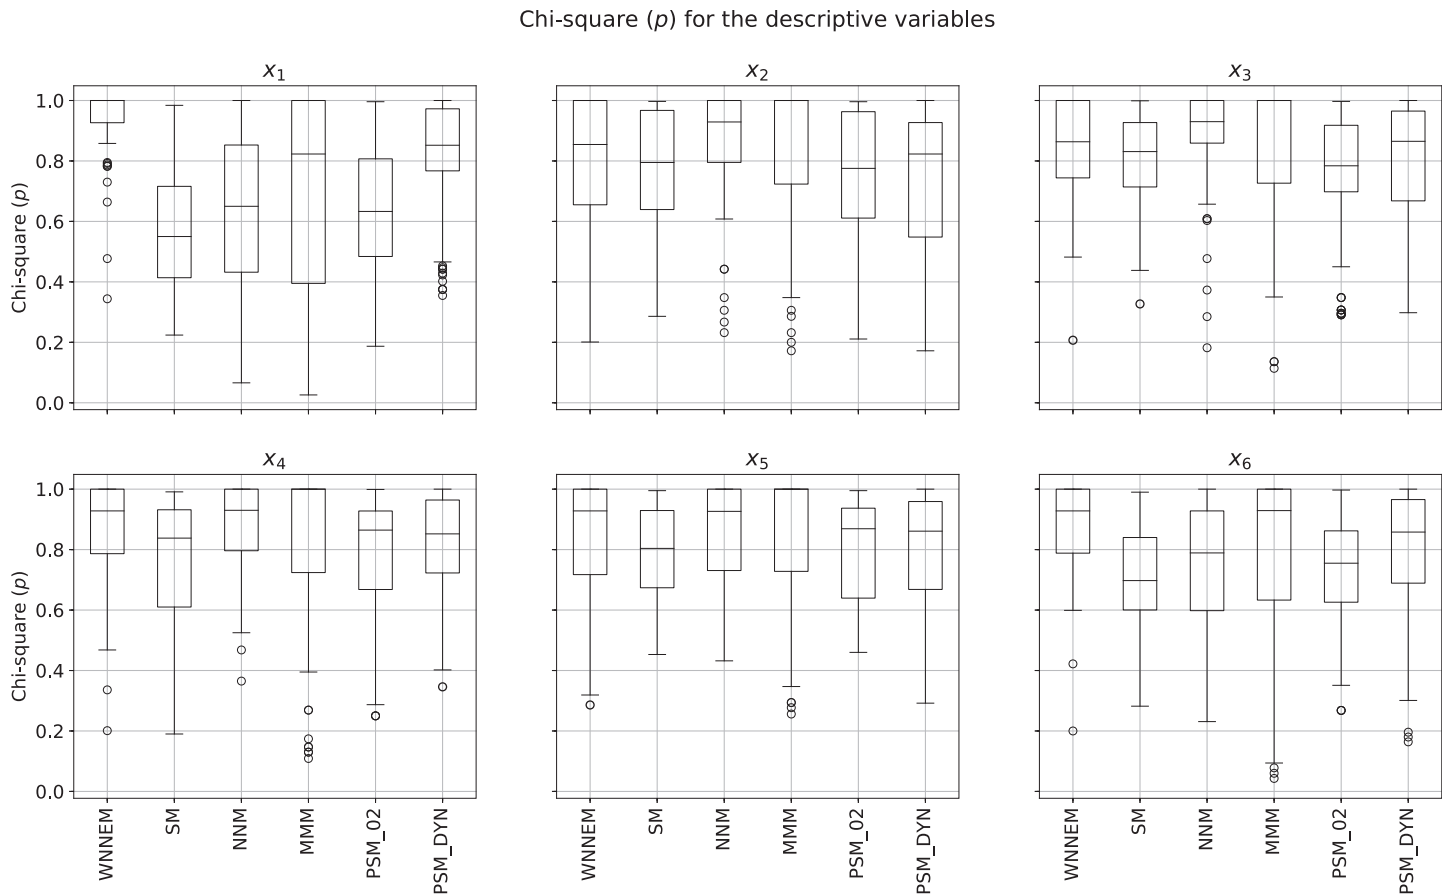 Chi-square (p) for the descriptive variables
x₁
x₂
x₃
Chi-square (p)
1.0
0.8
0.6
0.4
0.2
0.0
x₄
x₅
x₆
Chi-square (p)
1.0
0.8
0.6
0.4
0.2
0.0
WNNEM
SM
NNM
MMM
PSM_02
PSM_DYN
WNNEM
SM
NNM
MMM
PSM_02
PSM_DYN
WNNEM
SM
NNM
MMM
PSM_02
PSM_DYN